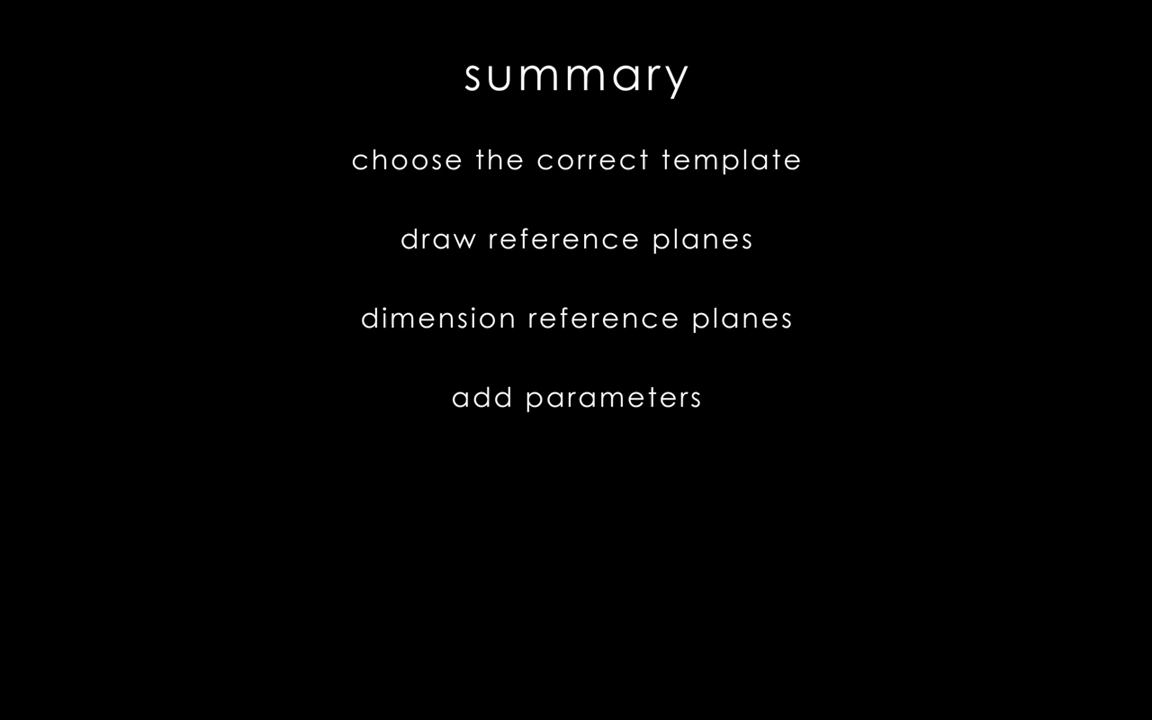 summary
choose the correct template
draw reference planes
dimension reference planes
add parameters